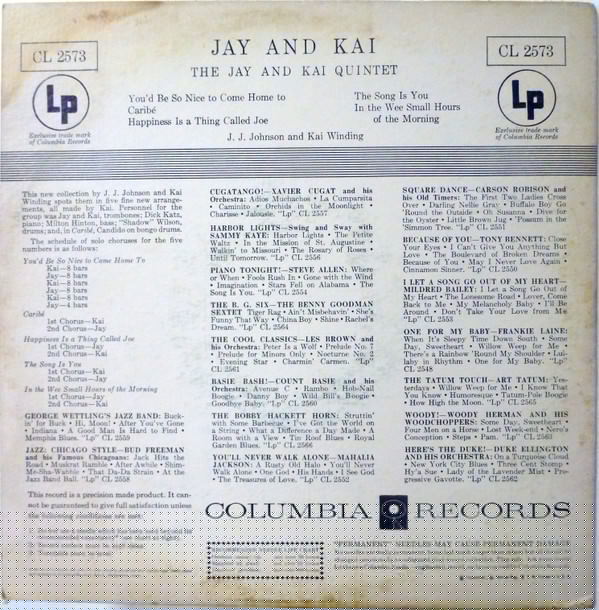 CL 2573
JAY AND KAI
CL 2573
THE JAY AND KAI QUINTET
Lp
Exclusive trade mark
of Columbia Records
You'd Be So Nice to Come Home to
Caribé
Happiness Is a Thing Called Joe
The Song Is You
In the Wee Small Hours
of the Morning
J. J. Johnson and Kai Winding
Lp
Exclusive trade mark
of Columbia Records
This new collection by J. J. Johnson and Kai
Winding spots them in five fine new arrange-
ments, all made by Kai. Personnel for the
group was Jay and Kai, trombones; Dick Katz,
piano; Milton Hinton, bass; "Shadow" Wilson,
drums; and, in Caribé, Candido on bongo drums.
The schedule of solo choruses for the five
numbers is as follows:
You'd Be So Nice to Come Home To
Kai—8 bars
Jay—8 bars
Kai—8 bars
Jay—8 bars
Kai—8 bars
Jay—4 bars
Caribé
1st Chorus—Kai
2nd Chorus—Jay
Happiness Is a Thing Called Joe
1st Chorus—Jay
2nd Chorus—Kai
The Song Is You
1st Chorus—Kai
2nd Chorus—Jay
In the Wee Small Hours of the Morning
1st Chorus—Jay
2nd Chorus—Kai
GEORGE WETTLING'S JAZZ BAND: Buck-
in' for Buck • Hi, Moon! • After You've Gone
• Indiana • A Good Man Is Hard to Find •
Memphis Blues. "Lp" CL 2559
JAZZ: CHICAGO STYLE—BUD FREEMAN
and his Famous Chicagoans: Jack Hits the
Road • Muskrat Ramble • After Awhile • Shim-
Me-Sha-Wabble • That Da-Da Strain • At the
Jazz Band Ball. "Lp" CL 2558
This record is a precision made product. It can-
not be guaranteed to give full satisfaction unless
CUGATANGO!—XAVIER CUGAT and his
Orchestra: Adios Muchachos • La Cumparsita
• Caminito • Orchids in the Moonlight •
Charisse • Jalousie. "Lp" CL 2557
HARBOR LIGHTS—Swing and Sway with
SAMMY KAYE: Harbor Lights • The Petite
Waltz • In the Mission of St. Augustine •
Walkin' to Missouri • The Rosary of Roses •
Until Tomorrow. "Lp" CL 2556
PIANO TONIGHT!—STEVE ALLEN: Where
or When • Fools Rush In • Gone with the Wind
• Imagination • Stars Fell on Alabama • The
Song Is You. "Lp" CL 2554
THE B. G. SIX—THE BENNY GOODMAN
SEXTET Tiger Rag • Ain't Misbehavin' • She's
Funny That Way • China Boy • Shine • Rachel's
Dream. "Lp" CL 2564
THE COOL CLASSICS—LES BROWN and
his Orchestra: Peter Is a Wolf • Prelude No. 7
• Prelude for Minors Only • Nocturne No. 2
• Evening Star • Charmin' Carmen. "Lp"
CL 2561
BASIE BASH!—COUNT BASIE and his
Orchestra: Avenue C • Rambo • Hob-Nail
Boogie • Danny Boy • Wild Bill's Boogie •
Goodbye Baby. "Lp" CL 2560
THE BOBBY HACKETT HORN: Struttin'
with Some Barbecue • I've Got the World on
a String • What a Difference a Day Made • A
Room with a View • Tin Roof Blues • Royal
Garden Blues. "Lp" CL 2566
YOU'LL NEVER WALK ALONE—MAHALIA
JACKSON: A Rusty Old Halo • You'll Never
Walk Alone • One God • His Hands • I See God
• The Treasures of Love. "Lp" CL 2552
SQUARE DANCE—CARSON ROBISON and
his Old Timers: The First Two Ladies Cross
Over • Darling Nellie Gray • Buffalo Boy Go
'Round the Outside • Oh Susanna • Dive for
the Oyster • Little Brown Jug • 'Possum in the
'Simmon Tree. "Lp" CL 2551
BECAUSE OF YOU—TONY BENNETT: Close
Your Eyes • I Can't Give You Anything But
Love • The Boulevard of Broken Dreams •
Because of You • May I Never Love Again •
Cinnamon Sinner. "Lp" CL 2550
I LET A SONG GO OUT OF MY HEART—
MILDRED BAILEY: I Let a Song Go Out of
My Heart • The Lonesome Road • Lover, Come
Back to Me • My Melancholy Baby • I'll Be
Around • Don't Take Your Love from Me
"Lp" CL 2553
ONE FOR MY BABY—FRANKIE LAINE:
When It's Sleepy Time Down South • Some
Day, Sweetheart • Willow Weep for Me •
There's a Rainbow 'Round My Shoulder • Lul-
laby in Rhythm • One for My Baby. "Lp"
CL 2548
THE TATUM TOUCH—ART TATUM: Yes-
terdays • Willow Weep for Me • I Know That
You Know • Humoresque • Tatum-Pole Boogie
• How High the Moon. "Lp" CL 2565
WOODY!—WOODY HERMAN AND HIS
WOODCHOPPERS: Some Day, Sweetheart •
Four Men on a Horse • Lost Week-end • Nero's
Conception • Steps • Pam. "Lp" CL 2563
HERE'S THE DUKE!—DUKE ELLINGTON
AND HIS ORCHESTRA: On a Turquoise Cloud
• New York City Blues • Three Cent Stomp •
Hy'a Sue • Lady of the Lavender Mist • Pro-
gressive Gavotte. "Lp" CL 2562
COLUMBIA RECORDS
"PERMANENT" NEEDLES MAY CAUSE PERMANENT DAMAGE